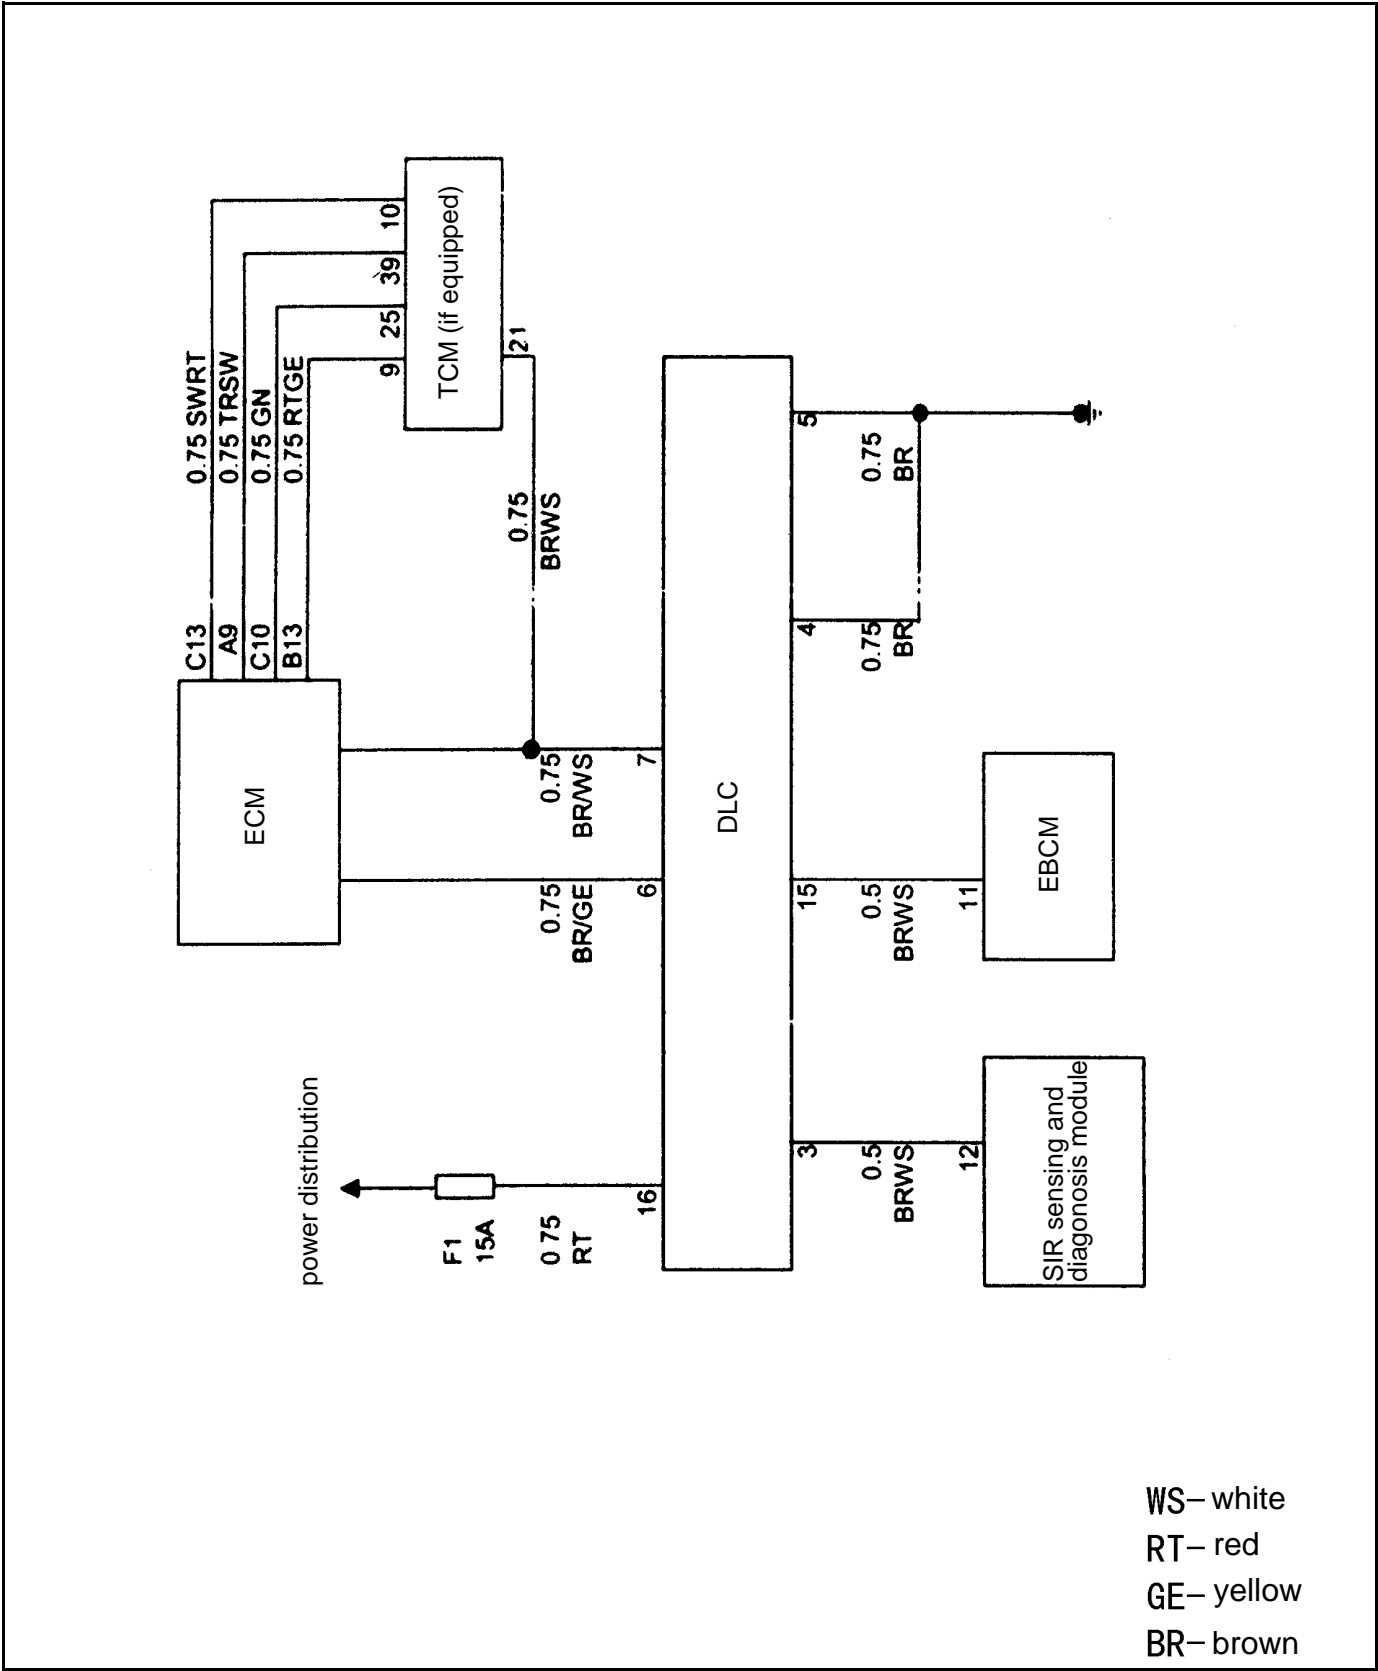 C13
0.75 SWRT
A9
0.75 TRSW
C10
0.75 GN
B13
0.75 RTGE
10
39
25
9
TCM (if equipped)
21
0.75
BRWS
ECM
0.75
BR/WS
7
0.75
BR/GE
6
power distribution
F1
15A
0 75
RT
16
DLC
5
0.75
BR
4
0.75
BR
15
0.5
BRWS
11
EBCM
3
0.5
BRWS
12
SIR sensing and
diagonosis module
WS– white
RT– red
GE– yellow
BR– brown